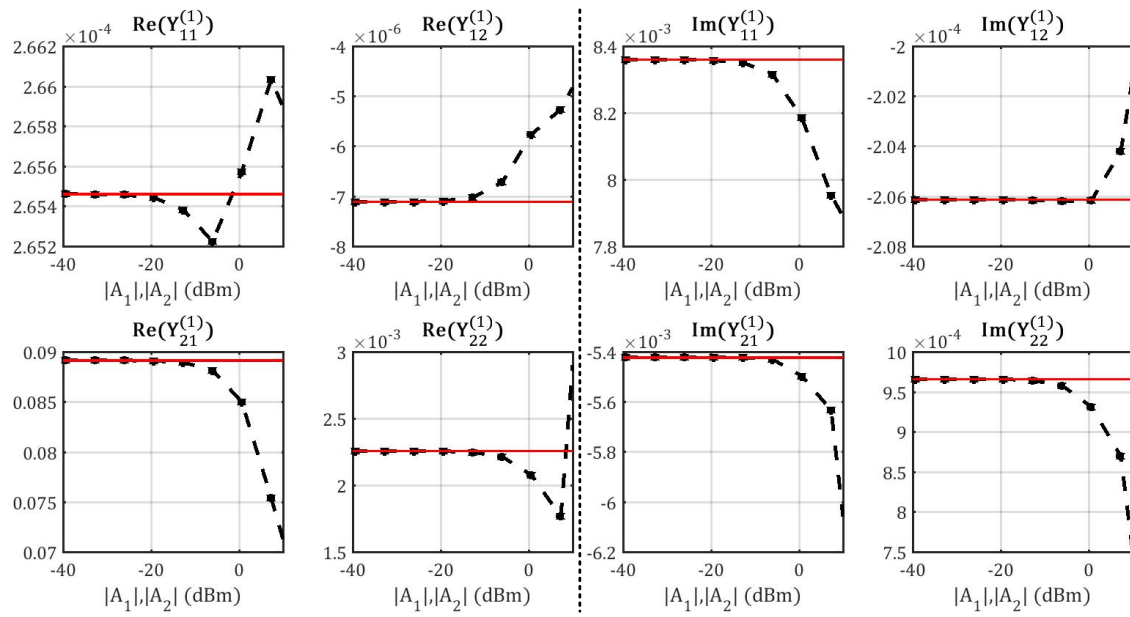 Re(Y₁₁⁽¹⁾)
×10⁻⁴
2.662
2.66
2.658
2.656
2.654
2.652
-40 -20 0
|A₁|,|A₂| (dBm)
Re(Y₁₂⁽¹⁾)
×10⁻⁶
-4
-5
-6
-7
-8
-40 -20 0
|A₁|,|A₂| (dBm)
Im(Y₁₁⁽¹⁾)
×10⁻³
8.4
8.2
8
7.8
-40 -20 0
|A₁|,|A₂| (dBm)
Im(Y₁₂⁽¹⁾)
×10⁻⁴
-2
-2.02
-2.04
-2.06
-2.08
-40 -20 0
|A₁|,|A₂| (dBm)
Re(Y₂₁⁽¹⁾)
0.09
0.085
0.08
0.075
0.07
-40 -20 0
|A₁|,|A₂| (dBm)
Re(Y₂₂⁽¹⁾)
×10⁻³
3
2.5
2
1.5
-40 -20 0
|A₁|,|A₂| (dBm)
Im(Y₂₁⁽¹⁾)
×10⁻³
-5.4
-5.6
-5.8
-6
-6.2
-40 -20 0
|A₁|,|A₂| (dBm)
Im(Y₂₂⁽¹⁾)
×10⁻⁴
10
9.5
9
8.5
8
7.5
-40 -20 0
|A₁|,|A₂| (dBm)